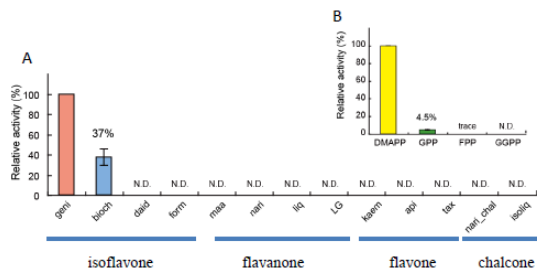 A
Relative activity (%)
100
80
60
40
20
0
37%
N.D. N.D. N.D. N.D. N.D. N.D. N.D. N.D. N.D. N.D. N.D.
geni bioch daid form maa nari liq LG kaem api tax nari_chal isoliq
isoflavone flavanone flavone chalcone
B
Relative activity (%)
100
80
60
40
20
0
4.5%
trace
N.D.
DMAPP GPP FPP GGPP